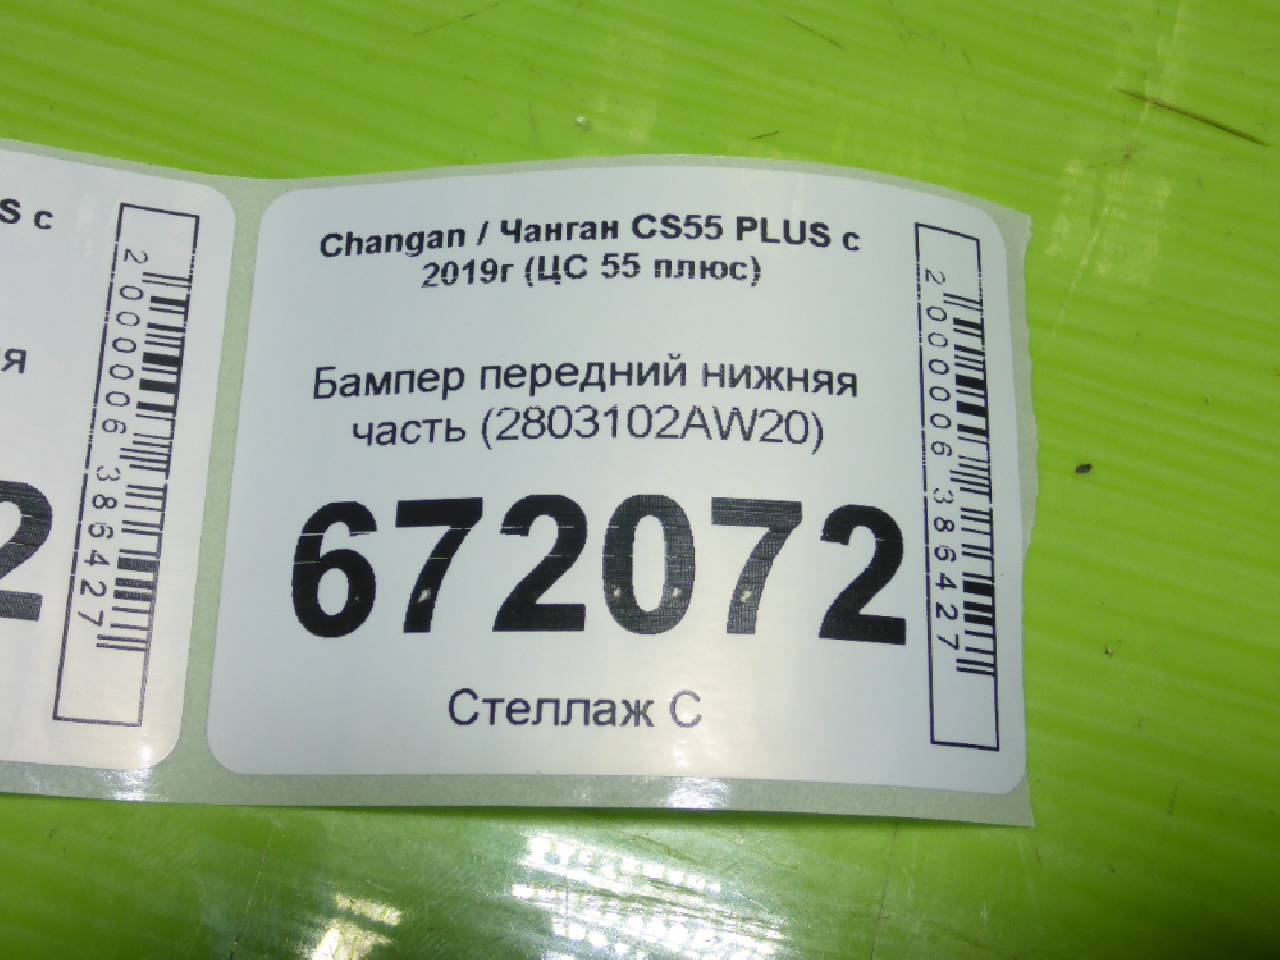 S с
я
2
2000006386427
Changan / Чанган CS55 PLUS с
2019г (ЦС 55 плюс)
Бампер передний нижняя
часть (2803102AW20)
672072
Стеллаж С
2000006386427